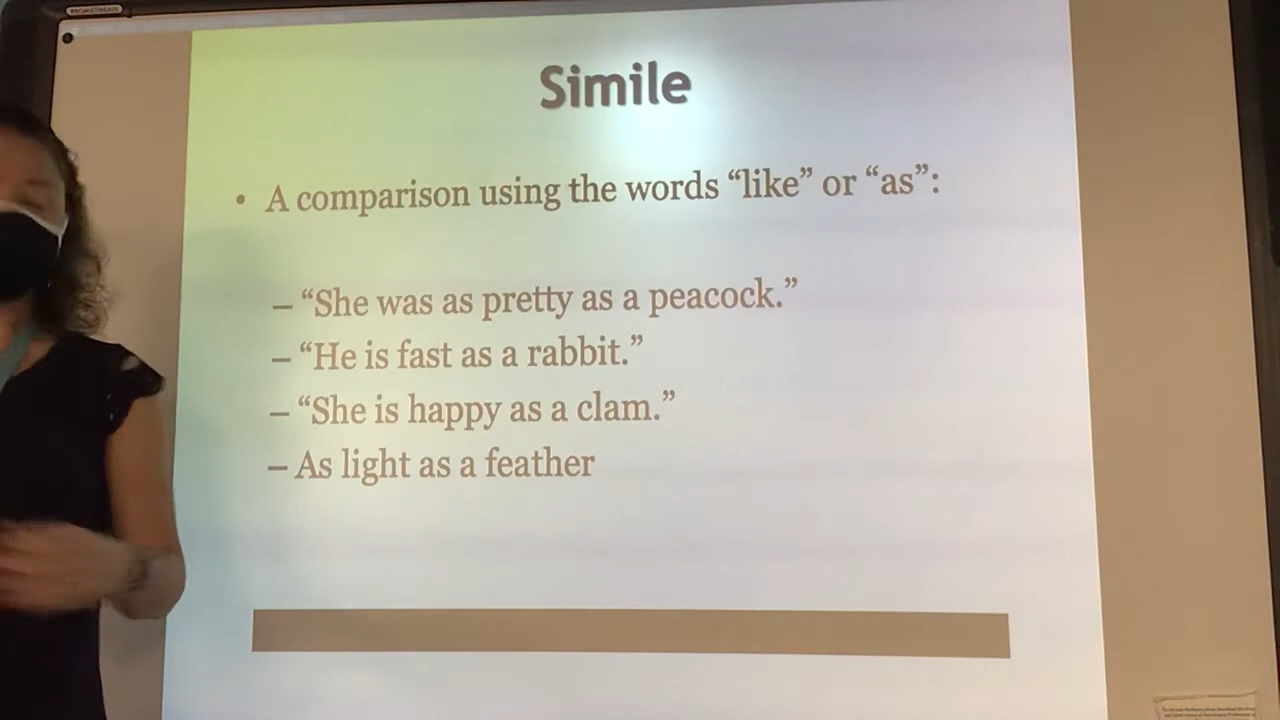 PROMETHEAN
Simile
• A comparison using the words “like” or “as”:
– “She was as pretty as a peacock.”
– “He is fast as a rabbit.”
– “She is happy as a clam.”
– As light as a feather